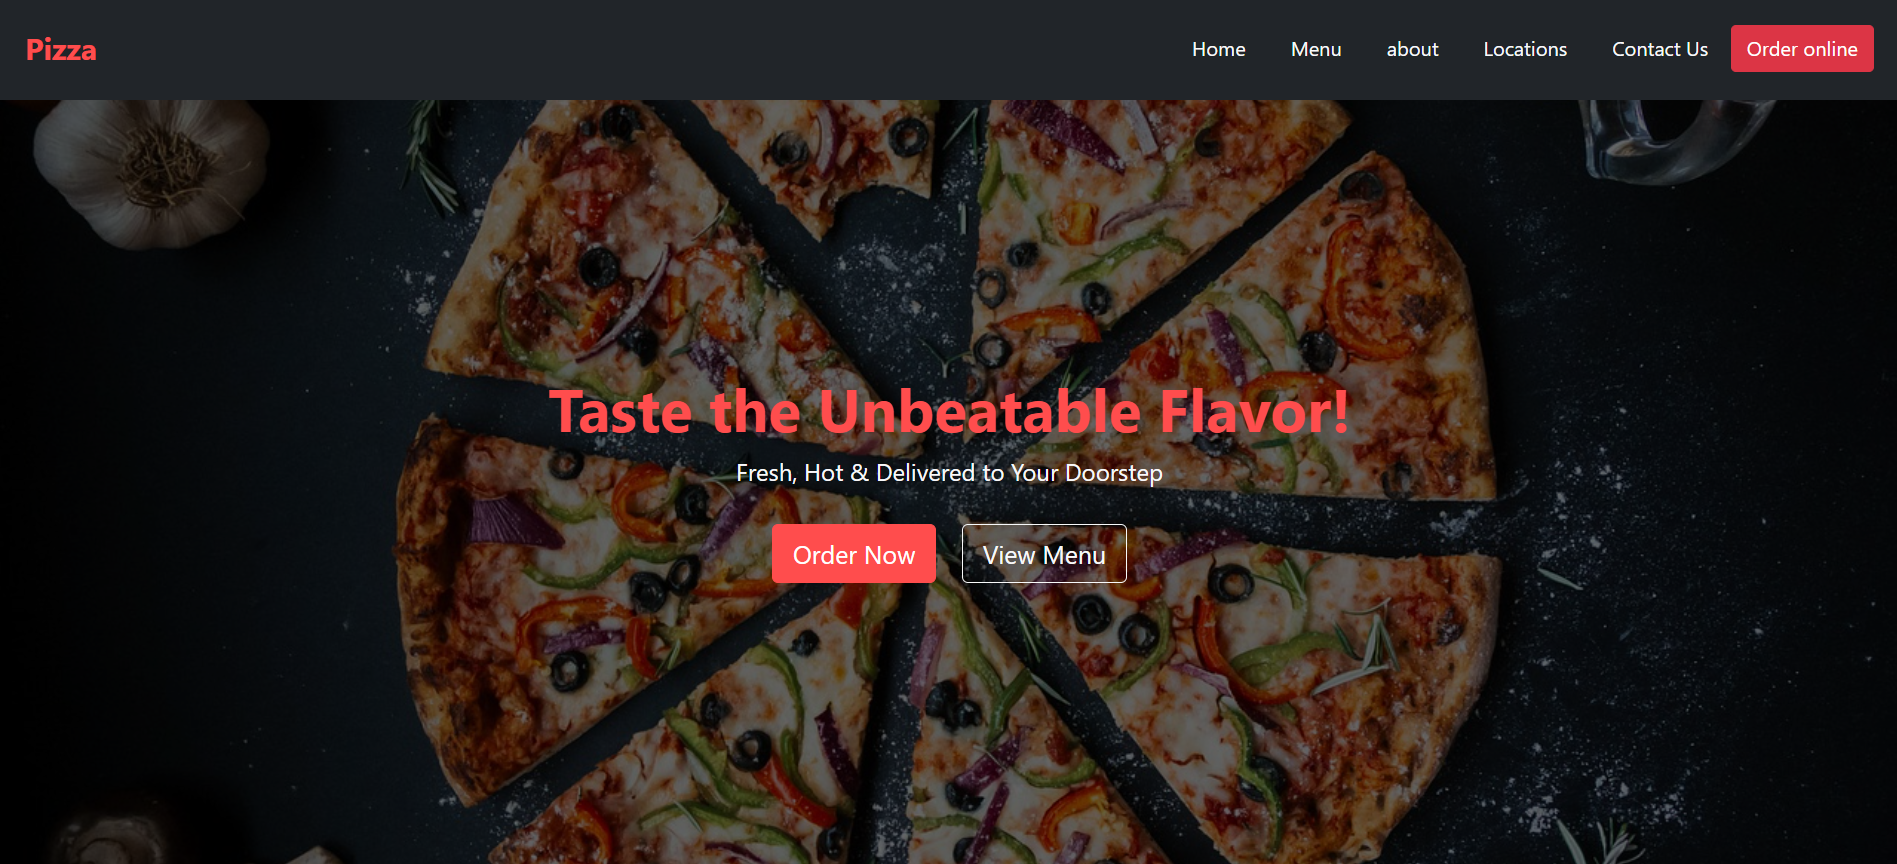 Pizza
Home Menu about Locations Contact Us Order online
Taste the Unbeatable Flavor!
Fresh, Hot & Delivered to Your Doorstep
Order Now View Menu